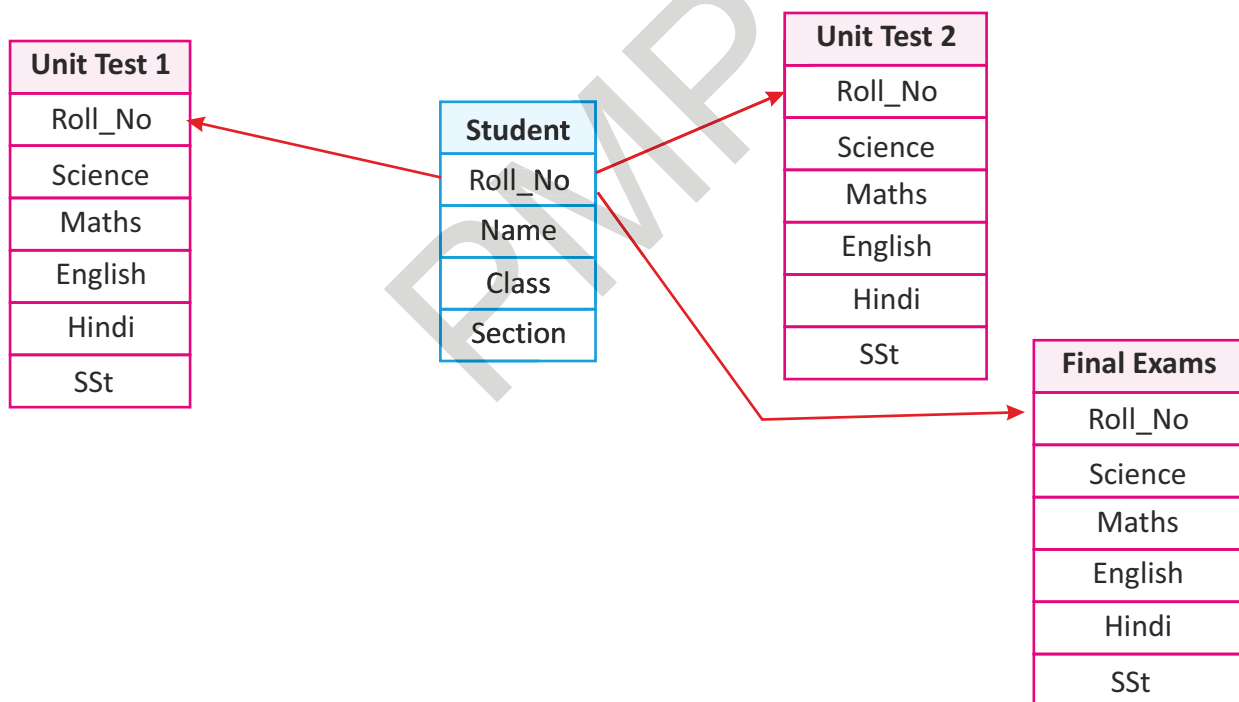 Unit Test 1
Roll_No
Science
Maths
English
Hindi
SSt
Student
Roll_No
Name
Class
Section
Unit Test 2
Roll_No
Science
Maths
English
Hindi
SSt
Final Exams
Roll_No
Science
Maths
English
Hindi
SSt
PMP